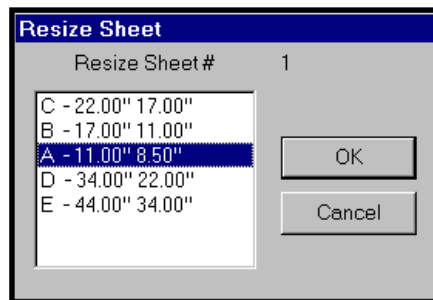 Resize Sheet
Resize Sheet # 1
C - 22.00" 17.00"
B - 17.00" 11.00"
A - 11.00" 8.50"
D - 34.00" 22.00"
E - 44.00" 34.00"
OK
Cancel